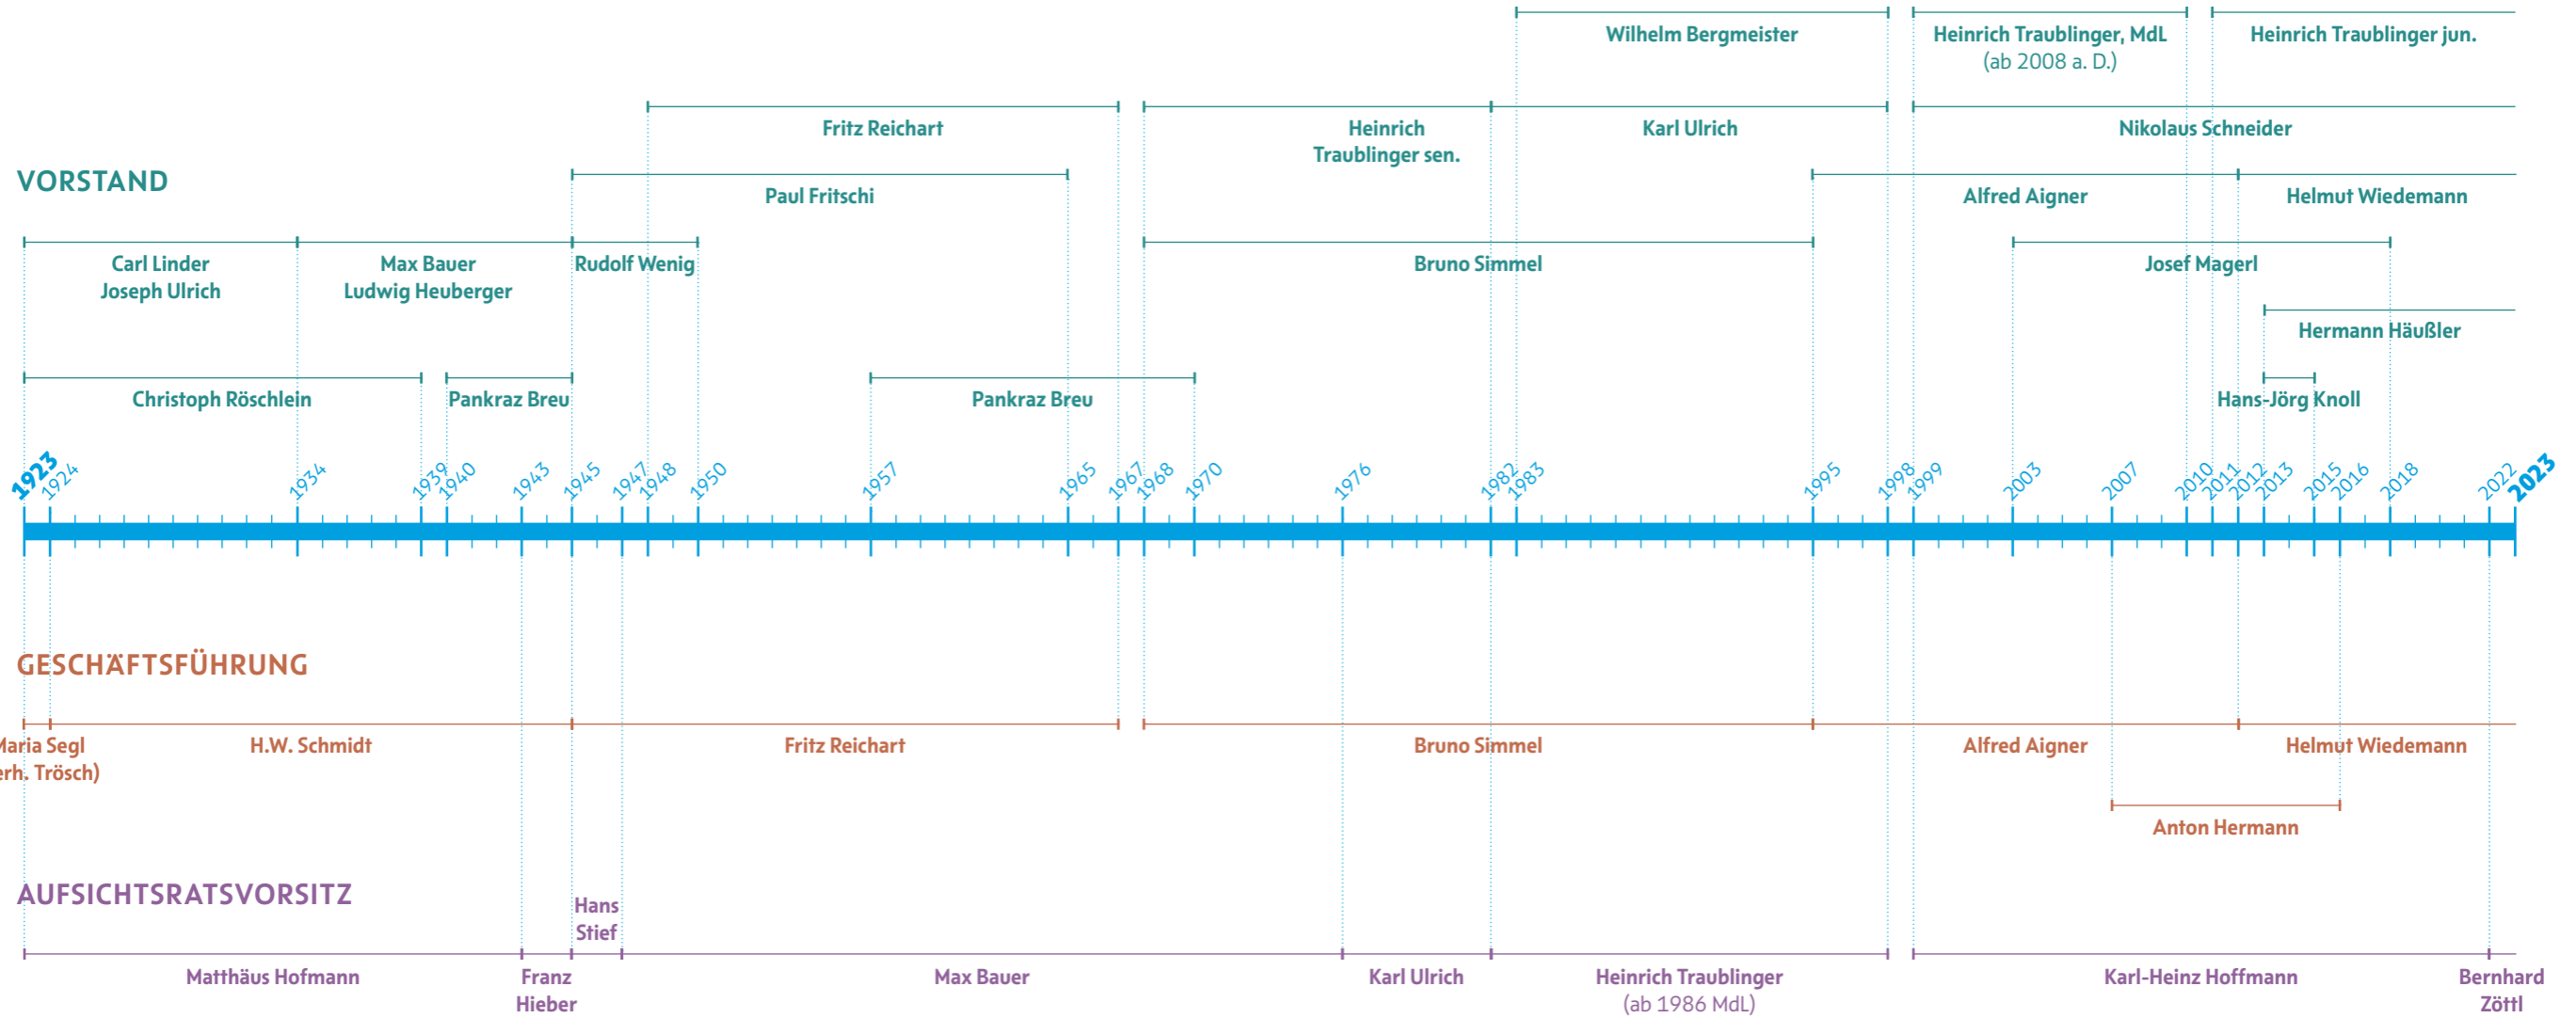 Wilhelm Bergmeister
Heinrich Traublinger, MdL
(ab 2008 a. D.)
Heinrich Traublinger jun.
Fritz Reichart
Heinrich
Traublinger sen.
Karl Ulrich
Nikolaus Schneider
VORSTAND
Paul Fritschi
Alfred Aigner
Helmut Wiedemann
Carl Linder
Joseph Ulrich
Max Bauer
Ludwig Heuberger
Rudolf Wenig
Bruno Simmel
Josef Magerl
Hermann Häußler
Christoph Röschlein
Pankraz Breu
Pankraz Breu
Hans-Jörg Knoll
1923
1924
1934
1939
1940
1943
1945
1947
1948
1950
1957
1965
1967
1968
1970
1976
1982
1983
1995
1998
1999
2003
2007
2010
2011
2012
2013
2015
2016
2018
2022
2023
GESCHÄFTSFÜHRUNG
Maria Segl
erh. Trösch)
H.W. Schmidt
Fritz Reichart
Bruno Simmel
Alfred Aigner
Helmut Wiedemann
Anton Hermann
AUFSICHTSRATSVORSITZ
Hans
Stief
Matthäus Hofmann
Franz
Hieber
Max Bauer
Karl Ulrich
Heinrich Traublinger
(ab 1986 MdL)
Karl-Heinz Hoffmann
Bernhard
Zöttl